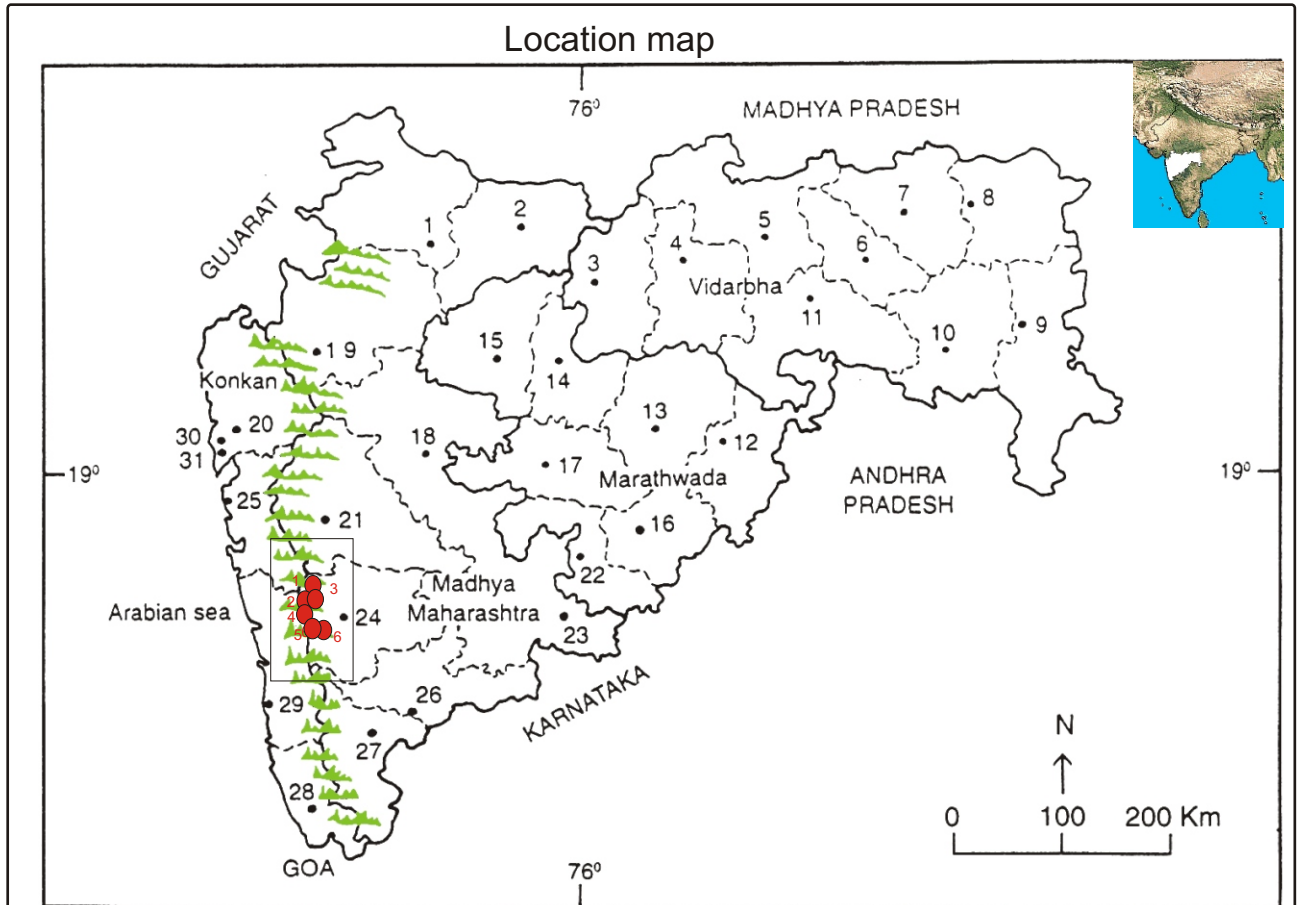 Location map
76⁰
MADHYA PRADESH
GUJARAT
1
2
3
4
5
6
7
8
Vidarbha
11
10
9
19
15
14
Konkan
13
30
20
31
18
12
17
Marathwada
19⁰
19⁰
ANDHRA
PRADESH
25
21
16
22
Madhya
Maharashtra
Arabian sea
1
3
2
4
5
6
24
23
KARNATAKA
29
26
27
28
GOA
N
0
100
200 Km
76⁰